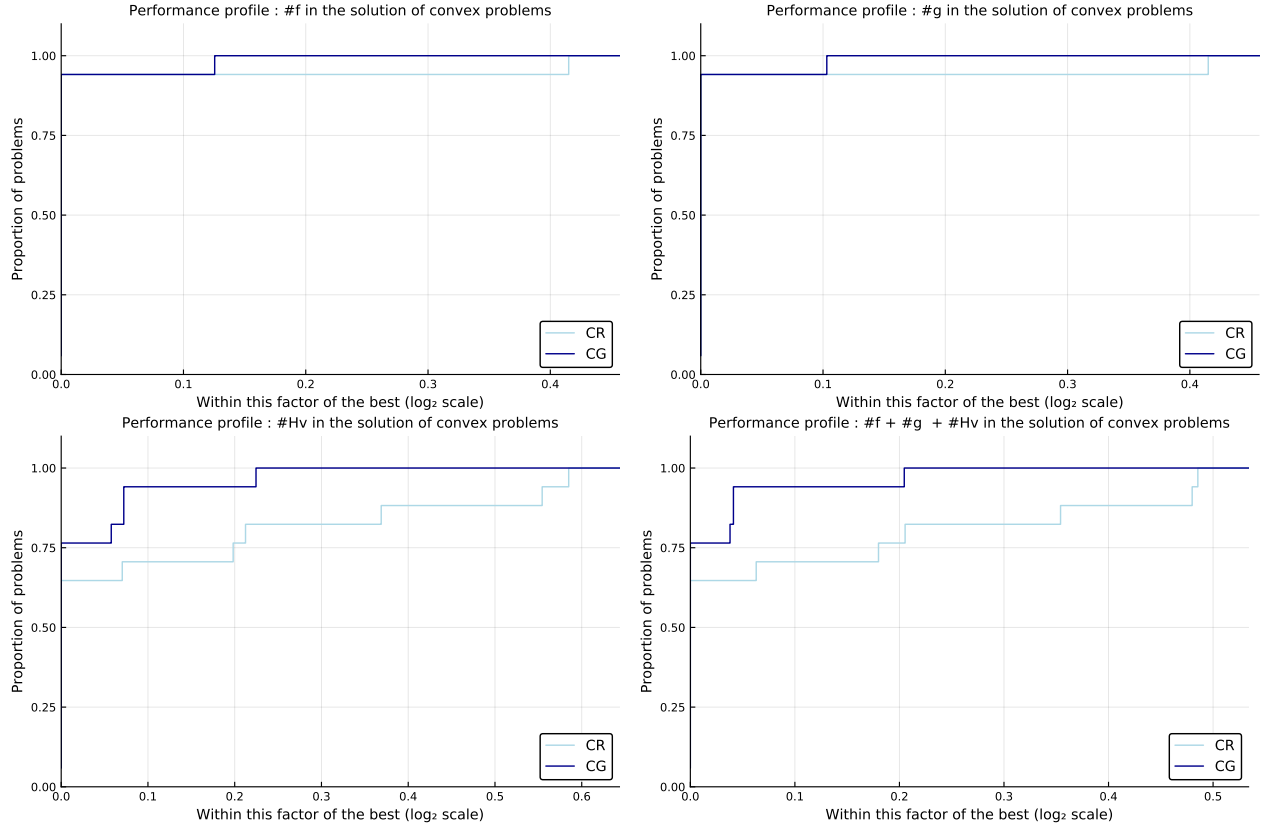 Performance profile : #f in the solution of convex problems
1.00
0.75
0.50
0.25
0.00
Proportion of problems
0.0 0.1 0.2 0.3 0.4
Within this factor of the best (log₂ scale)
CR
CG
Performance profile : #g in the solution of convex problems
1.00
0.75
0.50
0.25
0.00
Proportion of problems
0.0 0.1 0.2 0.3 0.4
Within this factor of the best (log₂ scale)
CR
CG
Performance profile : #Hv in the solution of convex problems
1.00
0.75
0.50
0.25
0.00
Proportion of problems
0.0 0.1 0.2 0.3 0.4 0.5 0.6
Within this factor of the best (log₂ scale)
CR
CG
Performance profile : #f + #g  + #Hv in the solution of convex problems
1.00
0.75
0.50
0.25
0.00
Proportion of problems
0.0 0.1 0.2 0.3 0.4 0.5
Within this factor of the best (log₂ scale)
CR
CG